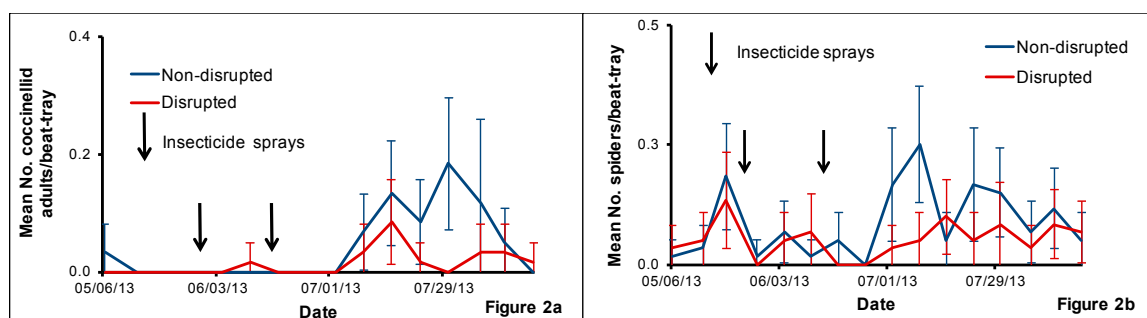 Mean No. coccinellid
adults/beat-tray
0.4
0.2
0.0
Non-disrupted
Disrupted
Insecticide sprays
05/06/13
06/03/13
07/01/13
07/29/13
Date
Figure 2a
Mean No. spiders/beat-tray
0.5
0.3
0.0
Insecticide sprays
Non-disrupted
Disrupted
05/06/13
06/03/13
07/01/13
07/29/13
Date
Figure 2b